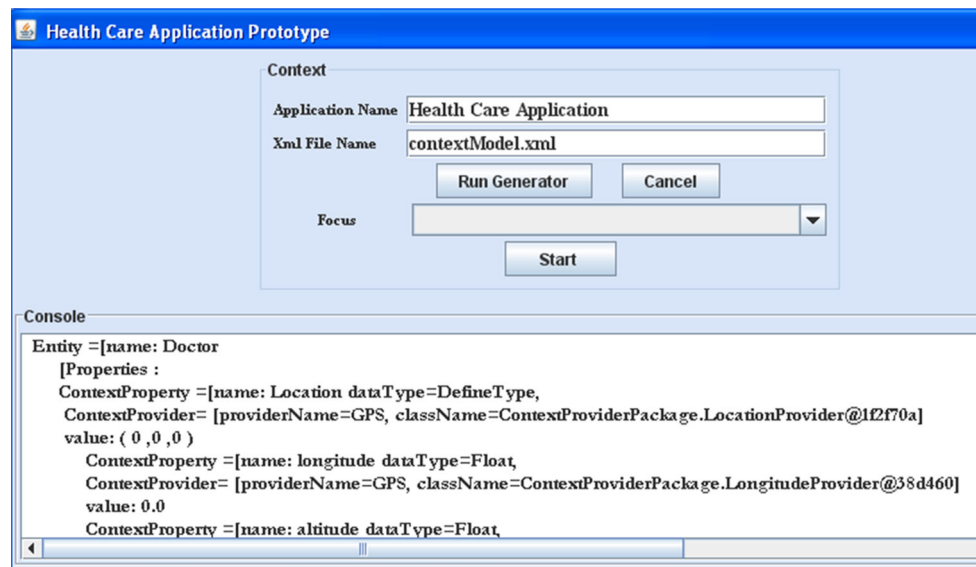 Health Care Application Prototype
Context
Application Name Health Care Application
Xml File Name contextModel.xml
Run Generator Cancel
Focus
Start
Console
Entity =[name: Doctor
[Properties :
ContextProperty =[name: Location dataType=DefineType,
ContextProvider= [providerName=GPS, className=ContextProviderPackage.LocationProvider@1f2f70a]
value: ( 0 ,0 ,0 )
ContextProperty =[name: longitude dataType=Float,
ContextProvider= [providerName=GPS, className=ContextProviderPackage.LongitudeProvider@38d460]
value: 0.0
ContextProperty =[name: altitude dataType=Float,